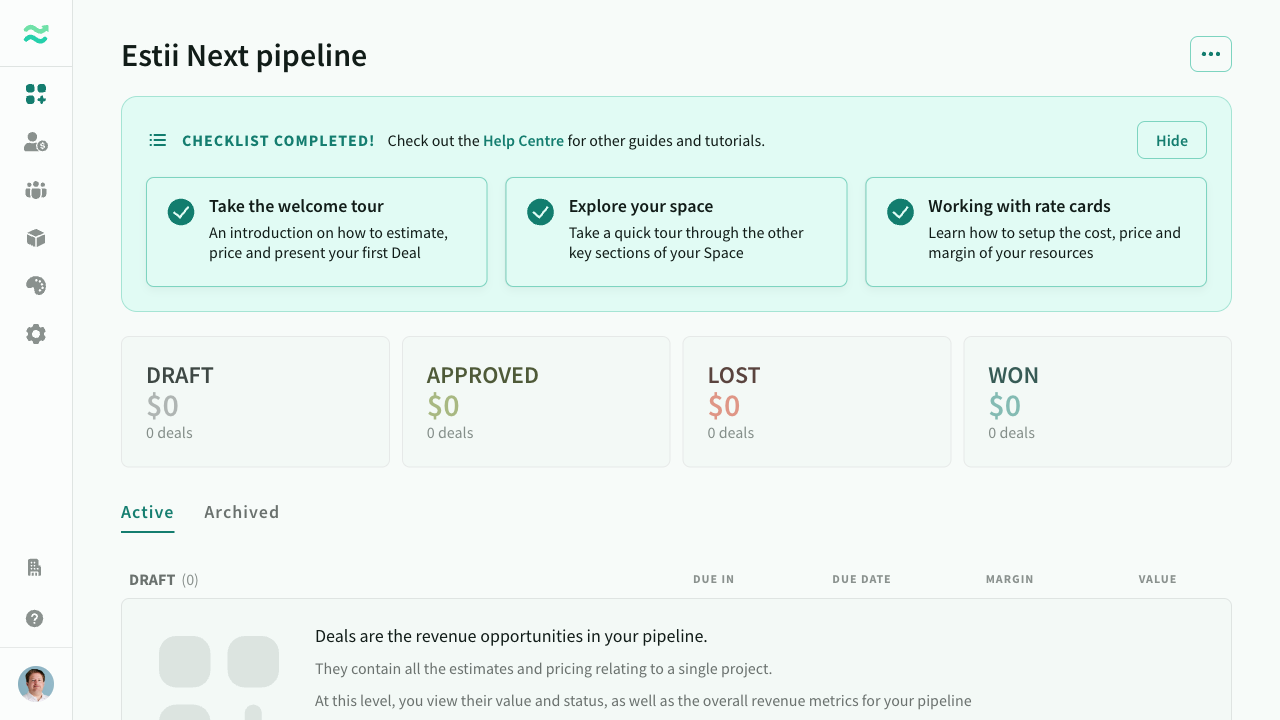 Estii Next pipeline
CHECKLIST COMPLETED! Check out the Help Centre for other guides and tutorials.
Hide
Take the welcome tour
An introduction on how to estimate,
price and present your first Deal
Explore your space
Take a quick tour through the other
key sections of your Space
Working with rate cards
Learn how to setup the cost, price and
margin of your resources
DRAFT
$0
0 deals
APPROVED
$0
0 deals
LOST
$0
0 deals
WON
$0
0 deals
Active Archived
DRAFT (0) DUE IN DUE DATE MARGIN VALUE
Deals are the revenue opportunities in your pipeline.
They contain all the estimates and pricing relating to a single project.
At this level, you view their value and status, as well as the overall revenue metrics for your pipeline